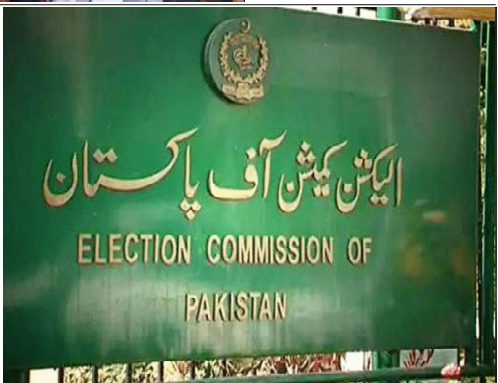 الیکشن کمیشن آف پاکستان
ELECTION COMMISSION OF
PAKISTAN